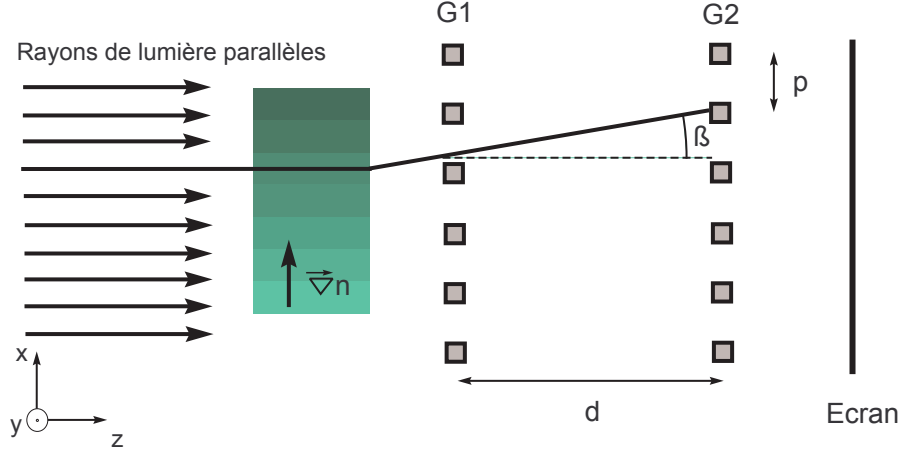 G1
G2
Rayons de lumière parallèles
p
ß
∇n
x
y
z
d
Ecran